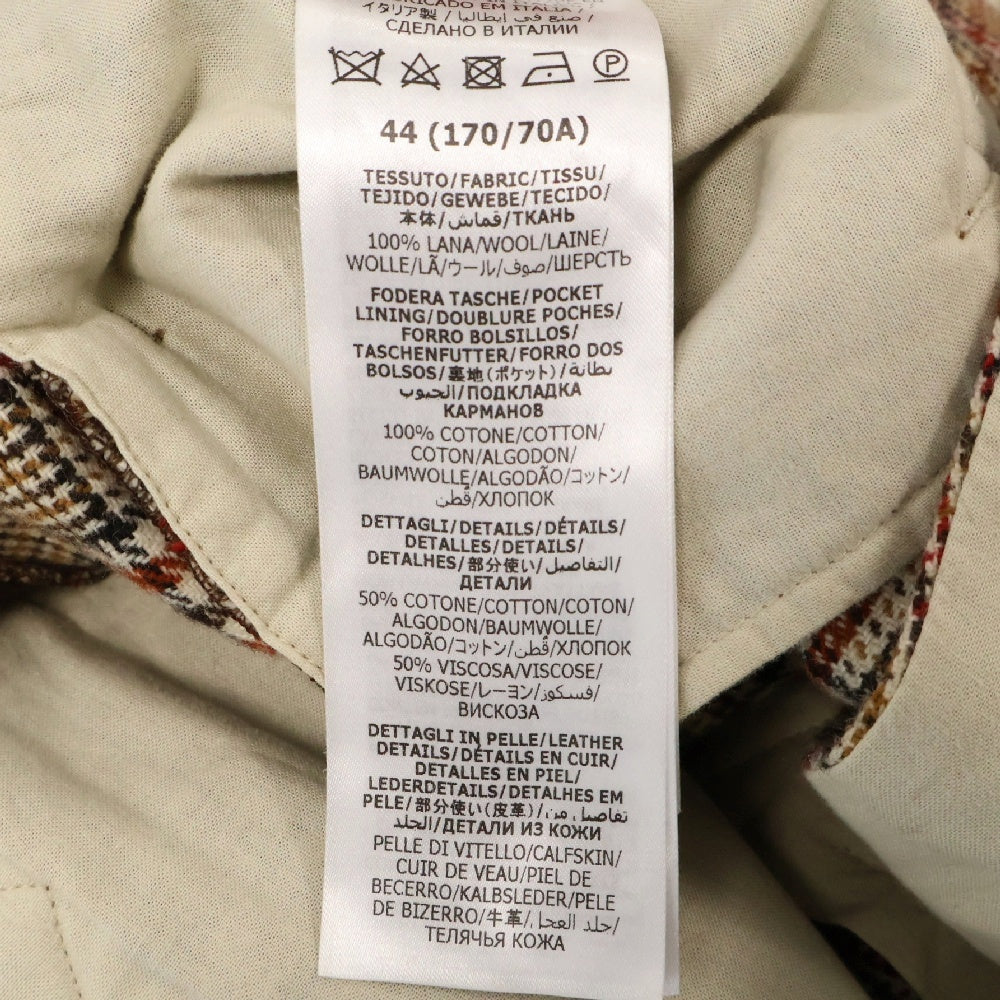 FABRICADO EM ITALIA/
イタリア製 / صنع في إيطاليا /
СДЕЛАНО В ИТАЛИИ
P
44 (170/70A)
TESSUTO/FABRIC/TISSU/
TEJIDO/GEWEBE/TECIDO/
本体/قماش/ТКАНЬ
100% LANA/WOOL/LAINE/
WOLLE/LÃ/ウール/صوف/ШЕРСТЬ
FODERA TASCHE/POCKET
LINING/DOUBLURE POCHES/
FORRO BOLSILLOS/
TASCHENFUTTER/FORRO DOS
BOLSOS/裏地(ポケット)/بطانة
الجيوب/ПОДКЛАДКА
КАРМАНОВ
100% COTONE/COTTON/
COTON/ALGODON/
BAUMWOLLE/ALGODÃO/コットン/
قطن/ХЛОПОК
DETTAGLI/DETAILS/DÉTAILS/
DETALLES/DETAILS/
DETALHES/部分使い/التفاصيل/
ДЕТАЛИ
50% COTONE/COTTON/COTON/
ALGODON/BAUMWOLLE/
ALGODÃO/コットン/قطن/ХЛОПОК
50% VISCOSA/VISCOSE/
VISKOSE/レーヨン/فسكوز/
ВИСКОЗА
DETTAGLI IN PELLE/LEATHER
DETAILS/DÉTAILS EN CUIR/
DETALLES EN PIEL/
LEDERDETAILS/DETALHES EM
PELE/部分使い(皮革)/تفاصيل من
الجلد/ДЕТАЛИ ИЗ КОЖИ
PELLE DI VITELLO/CALFSKIN/
CUIR DE VEAU/PIEL DE
BECERRO/KALBSLEDER/PELE
DE BIZERRO/牛革/جلد العجل/
ТЕЛЯЧЬЯ КОЖА